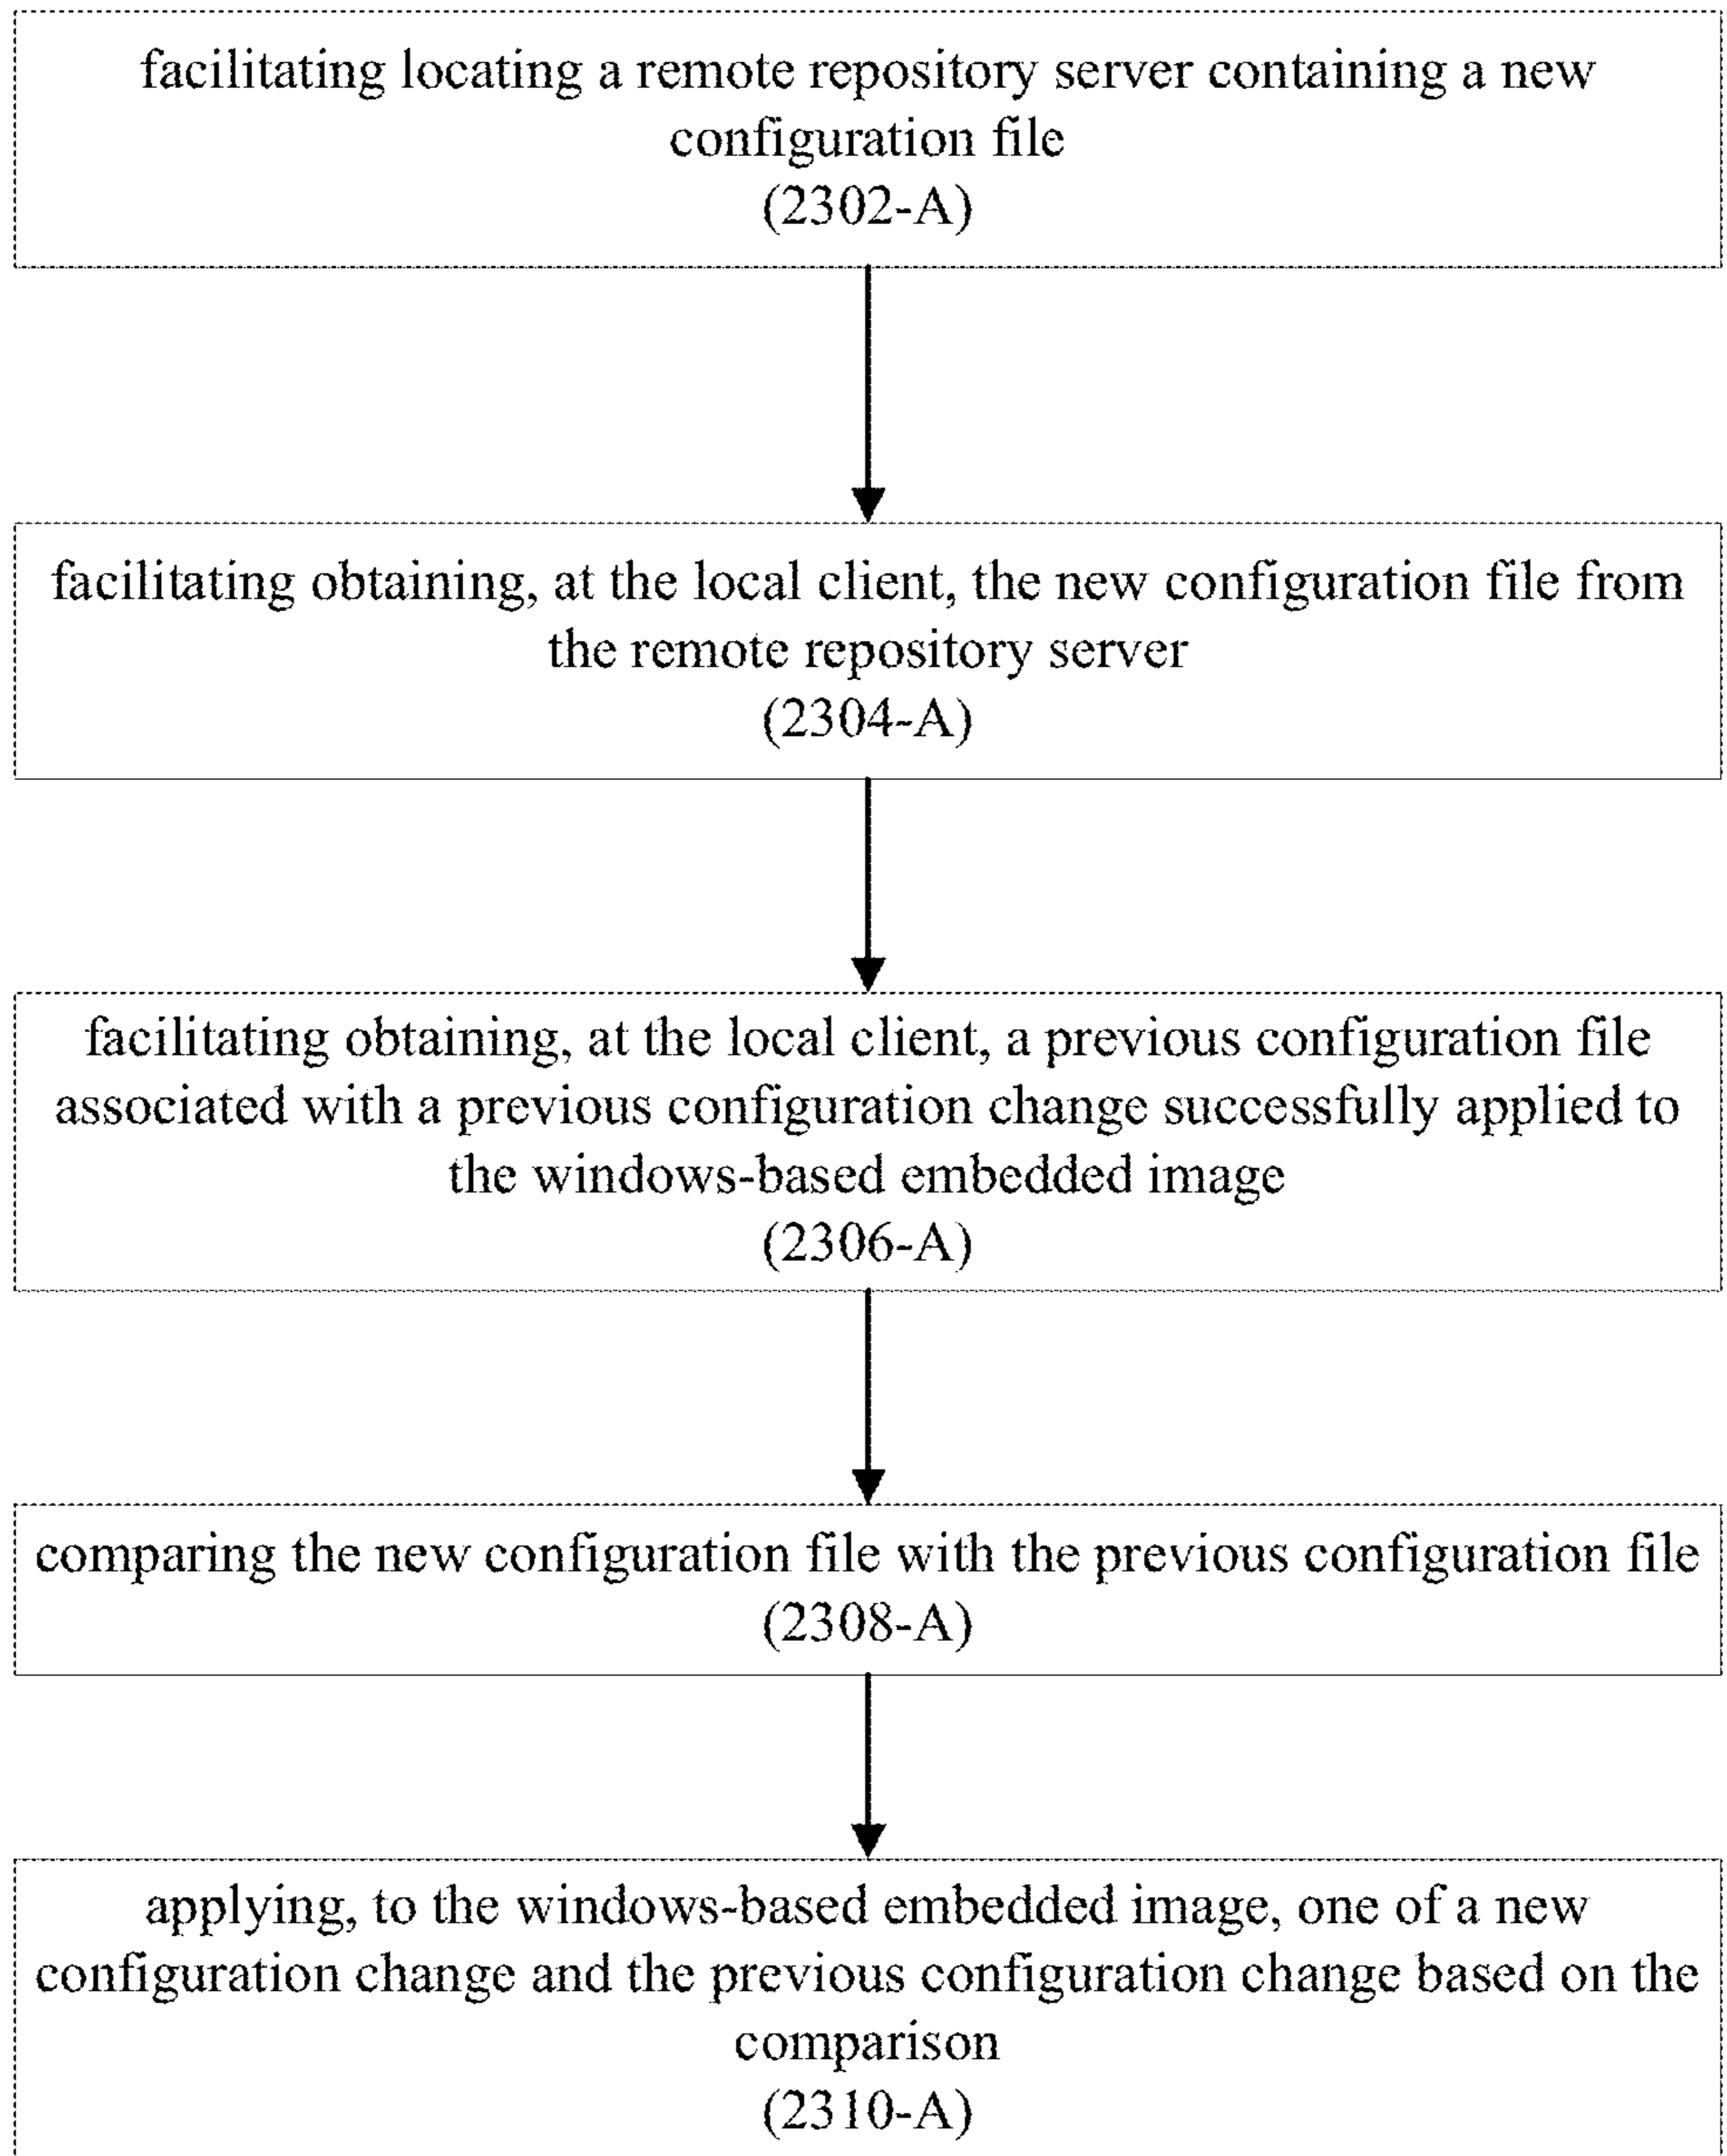 facilitating locating a remote repository server containing a new
configuration file
(2302-A)
facilitating obtaining, at the local client, the new configuration file from
the remote repository server
(2304-A)
facilitating obtaining, at the local client, a previous configuration file
associated with a previous configuration change successfully applied to
the windows-based embedded image
(2306-A)
comparing the new configuration file with the previous configuration file
(2308-A)
applying, to the windows-based embedded image, one of a new
configuration change and the previous configuration change based on the
comparison
(2310-A)